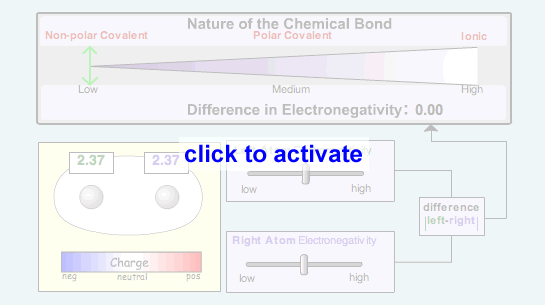 Nature of the Chemical Bond
Non-polar Covalent Polar Covalent Ionic
Low Medium High
Difference in Electronegativity: 0.00
click to activate
2.37 2.37
low high
difference
|left-right|
Right Atom Electronegativity
low high
Charge
neg neutral pos